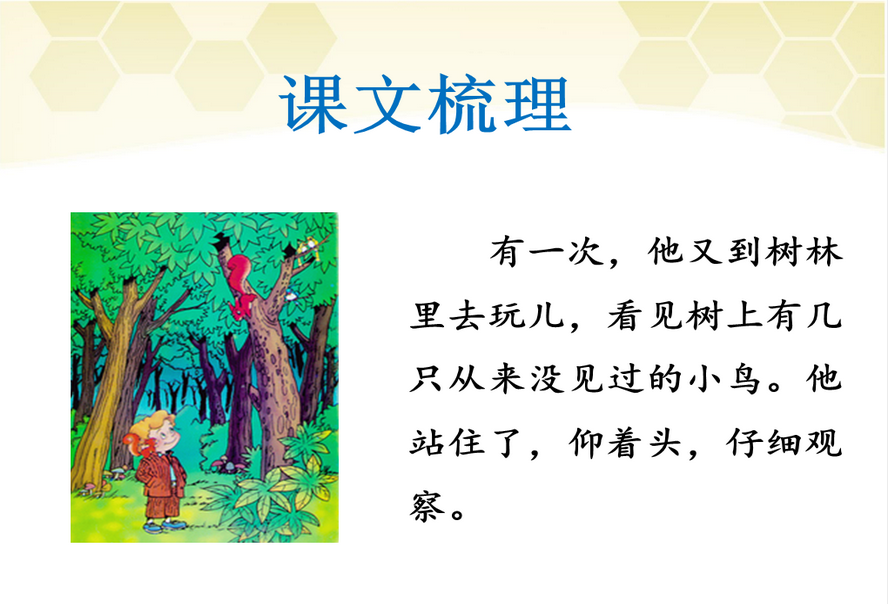 课文梳理
有一次，他又到树林
里去玩儿，看见树上有几
只从来没见过的小鸟。他
站住了，仰着头，仔细观
察。